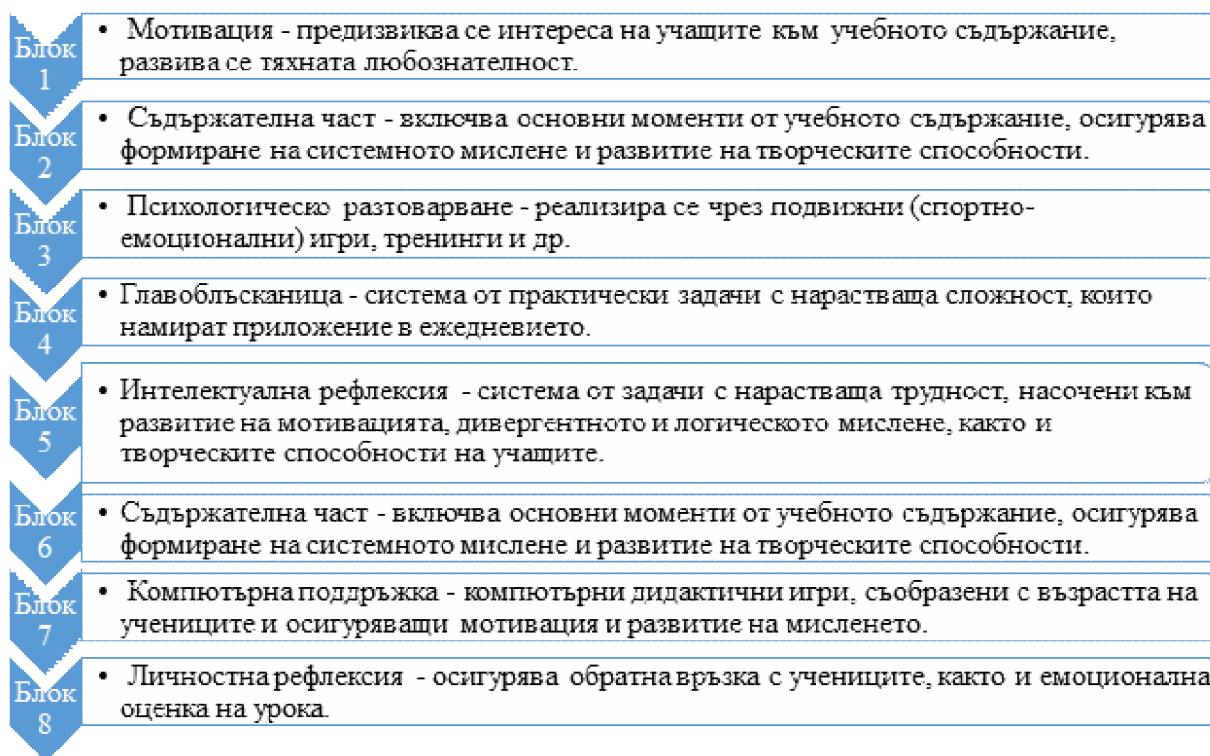 Блок
1
• Мотивация - предизвиква се интереса на учащите към учебното съдържание,
развива се тяхната любознателност.
Блок
2
• Съдържателна част - включва основни моменти от учебното съдържание, осигурява
формиране на системното мислене и развитие на творческите способности.
Блок
3
• Психологическо разтоварване - реализира се чрез подвижни (спортно-
емоционални) игри, тренинги и др.
Блок
4
• Главоблъсканица - система от практически задачи с нарастваща сложност, които
намират приложение в ежедневието.
Блок
5
• Интелектуална рефлексия - система от задачи с нарастваща трудност, насочени към
развитие на мотивацията, дивергентното и логическото мислене, както и
творческите способности на учащите.
Блок
6
• Съдържателна част - включва основни моменти от учебното съдържание, осигурява
формиране на системното мислене и развитие на творческите способности.
Блок
7
• Компютърна поддръжка - компютърни дидактични игри, съобразени с възрастта на
учениците и осигуряващи мотивация и развитие на мисленето.
Блок
8
• Личностна рефлексия - осигурява обратна връзка с учениците, както и емоционална
оценка на урока.